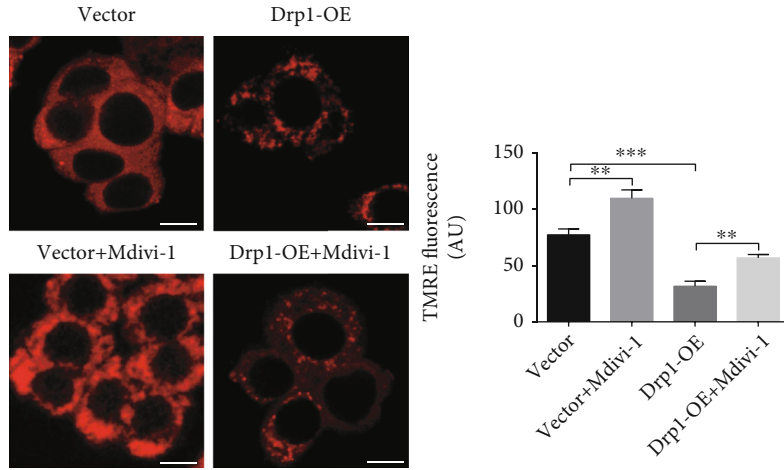 Vector
Drp1-OE
Vector+Mdivi-1
Drp1-OE+Mdivi-1
TMRE fluorescence
(AU)
150
100
50
0
***
**
**
Vector
Vector+Mdivi-1
Drp1-OE
Drp1-OE+Mdivi-1